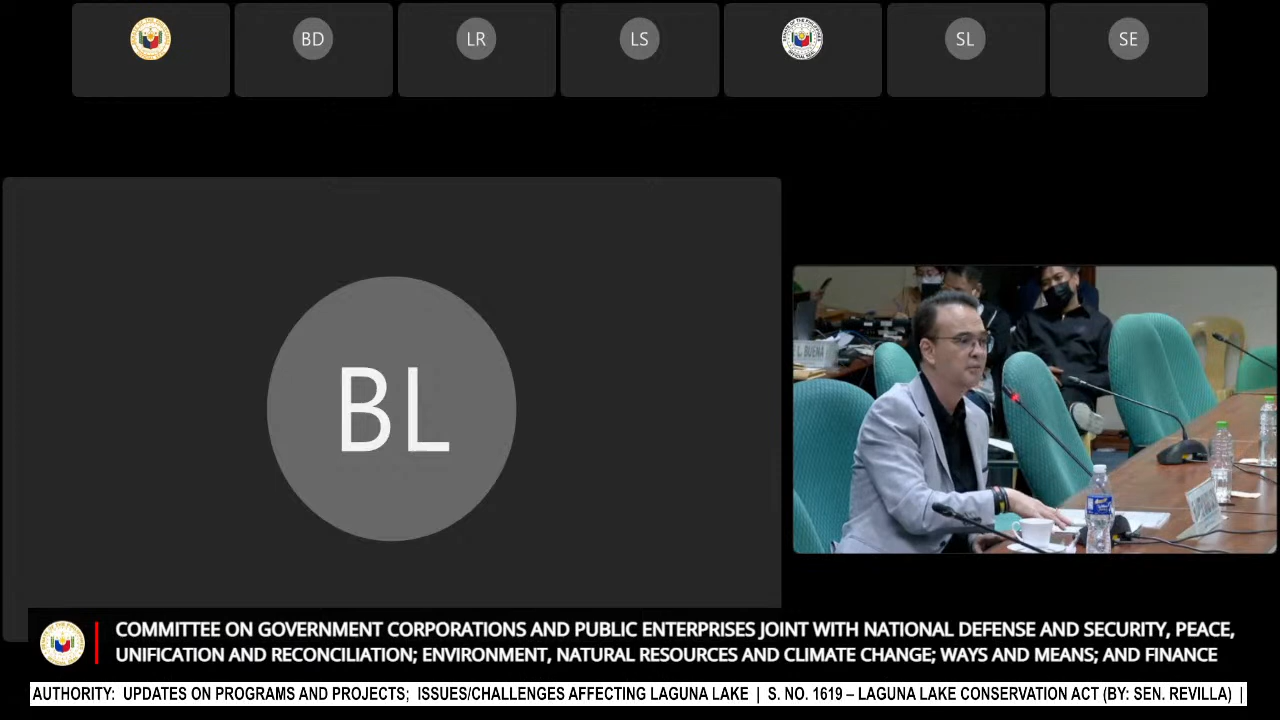 BD
LR
LS
SL
SE
BL
E L. BUENA
COMMITTEE ON GOVERNMENT CORPORATIONS AND PUBLIC ENTERPRISES JOINT WITH NATIONAL DEFENSE AND SECURITY, PEACE,
UNIFICATION AND RECONCILIATION; ENVIRONMENT, NATURAL RESOURCES AND CLIMATE CHANGE; WAYS AND MEANS; AND FINANCE
AUTHORITY: UPDATES ON PROGRAMS AND PROJECTS; ISSUES/CHALLENGES AFFECTING LAGUNA LAKE | S. NO. 1619 – LAGUNA LAKE CONSERVATION ACT (BY: SEN. REVILLA) |